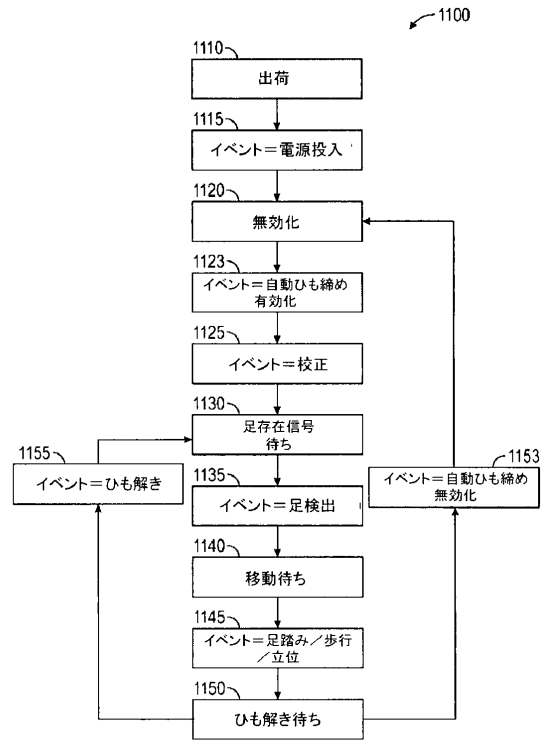 1100
1110
出荷
1115
イベント＝電源投入
1120
無効化
1123
イベント＝自動ひも締め
有効化
1125
イベント＝校正
1130
足存在信号
待ち
1155
イベント＝ひも解き
1135
イベント＝足検出
1153
イベント＝自動ひも締め
無効化
1140
移動待ち
1145
イベント＝足踏み／歩行
／立位
1150
ひも解き待ち